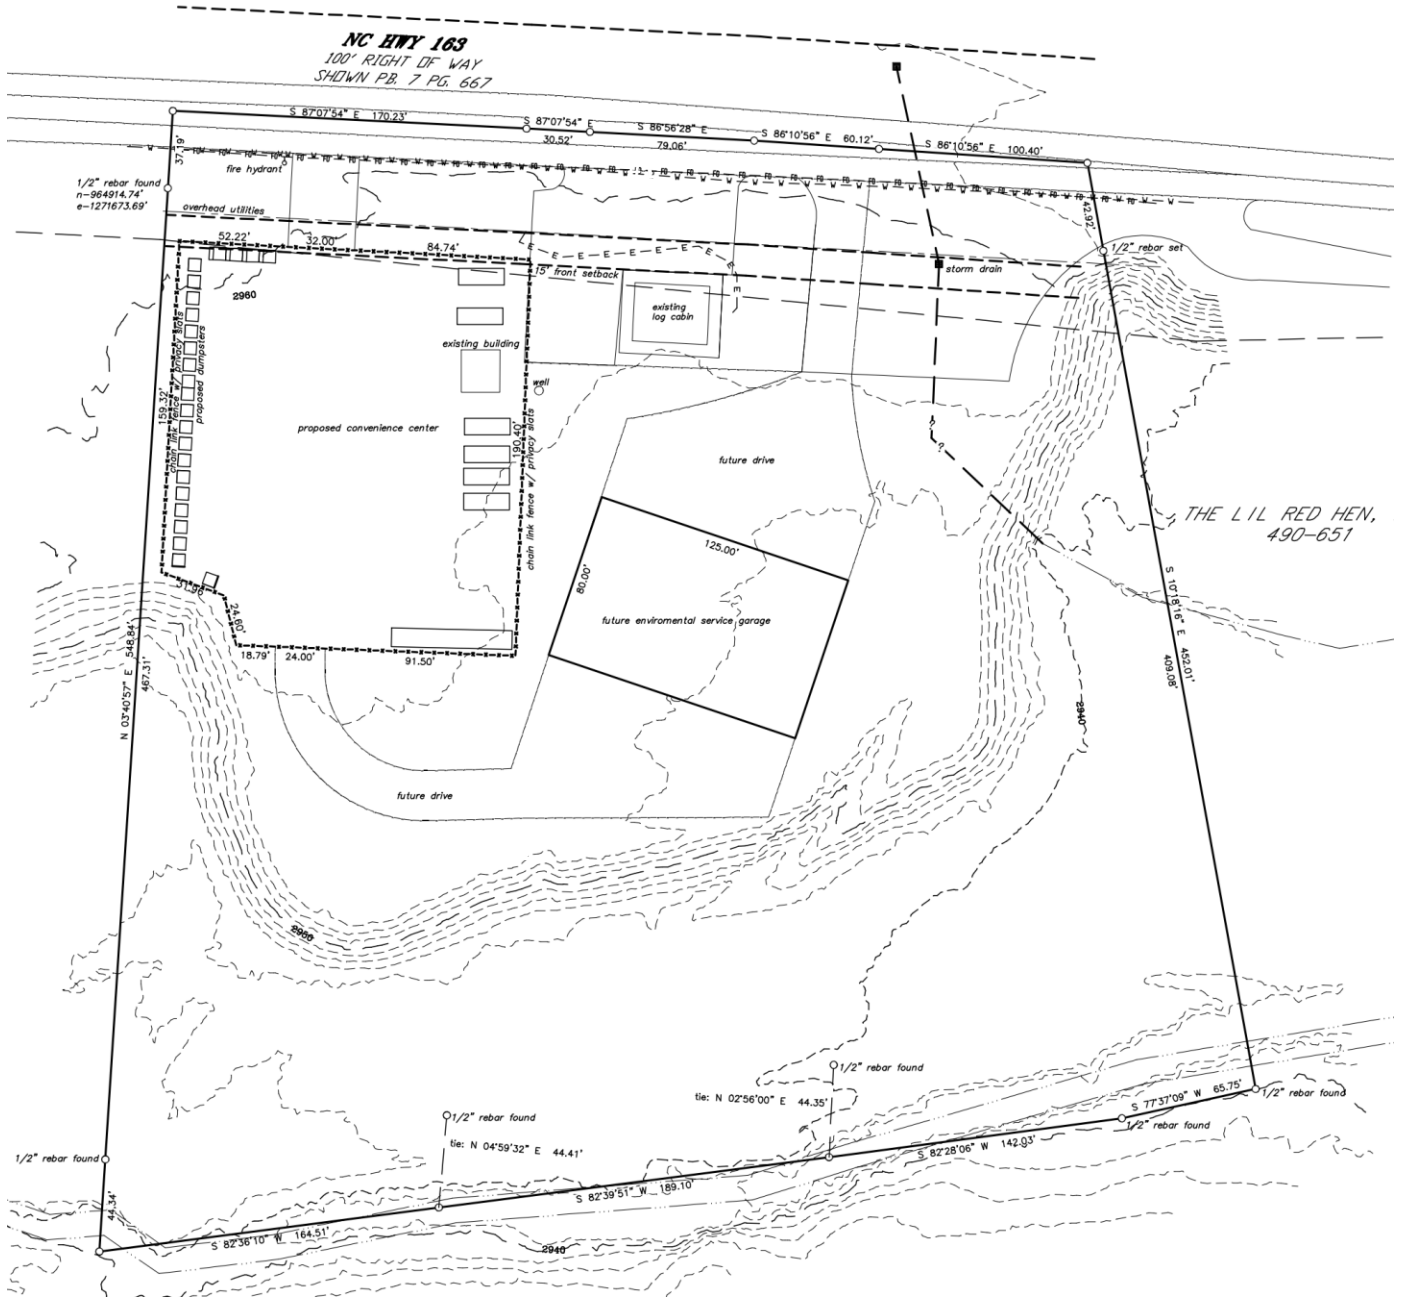 NC HWY 163
100' RIGHT OF WAY
SHOWN PB. 7 PG. 667
S 87°07'54" E 170.23'
S 87°07'54" E
30.52'
S 86°56'28" E
79.06'
S 86°10'56" E 60.12'
S 86°10'56" E 100.40'
37.19'
fire hydrant
1/2" rebar found
n-964914.74'
e-1271673.69'
overhead utilities
42.92'
1/2" rebar set
52.22'
32.00'
84.74'
15' front setback
storm drain
2960
existing
log cabin
existing building
well
chain link fence w/ privacy slats
proposed dumpsters
159.32'
proposed convenience center
190.40'
chain link fence w/ privacy slats
future drive
?
?
THE LIL RED HEN,
490-651
125.00'
80.00'
future enviromental service garage
31.96
24.60'
18.79'
24.00'
91.50'
N 03°40'57" E 548.84'
467.31'
S 10°18'16" E 452.01'
409.08'
2940
future drive
2960
1/2" rebar found
tie: N 02°56'00" E 44.35'
1/2" rebar found
tie: N 04°59'32" E 44.41'
S 77°37'09" W 65.75'
1/2" rebar found
1/2" rebar found
1/2" rebar found
S 82°28'06" W 142.03'
S 82°39'51" W 189.10'
44.34'
S 82°36'10" W 164.51'
2940